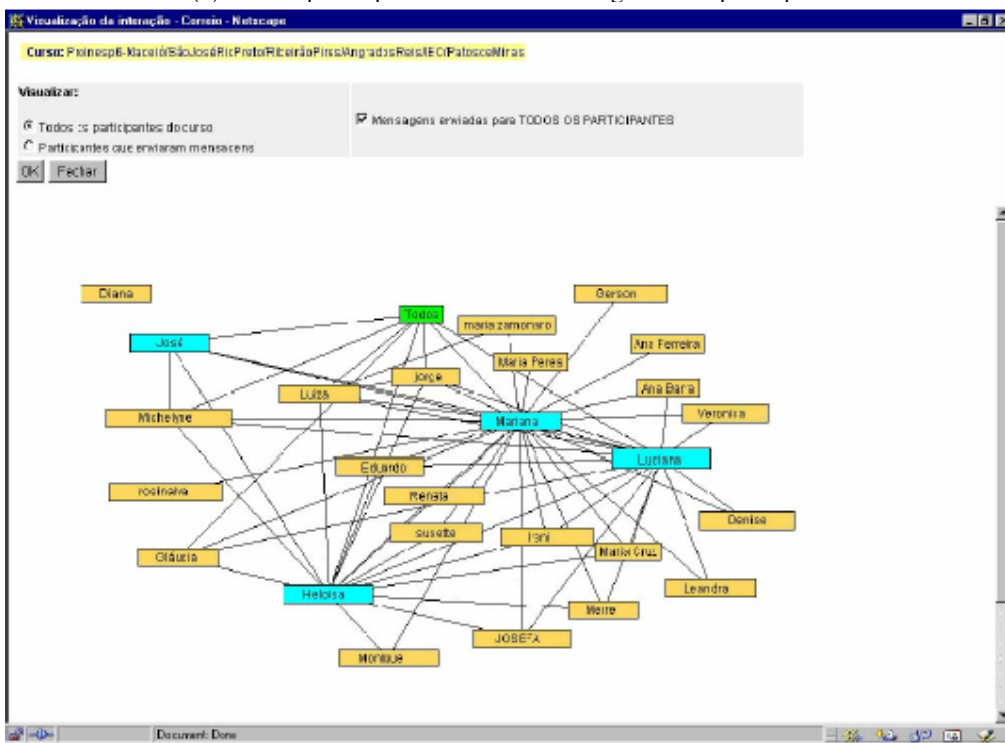 Visualização da interação - Correio - Netscape
Curso: Proinesp6-Maceió/SãoJoséRioPreto/RibeirãoPires/AngradosReis/IEC/PatosdeMinas
Visualizar:
Todos os participantes do curso
Mensagens enviadas para TODOS OS PARTICIPANTES
Participantes que enviaram mensagens
OK Fechar
Diana
Gerson
Todos
maria zamonaro
José
Ana Ferreira
Maria Peres
jorge
Luiza
Ana Barra
Michelyne
Mariana
Veronica
Luciana
Eduardo
rosinalva
Renata
Denise
susette
Maria Cruz
Gláucia
Leandra
Heloisa
Meire
JOSEFA
Monique
Document: Done